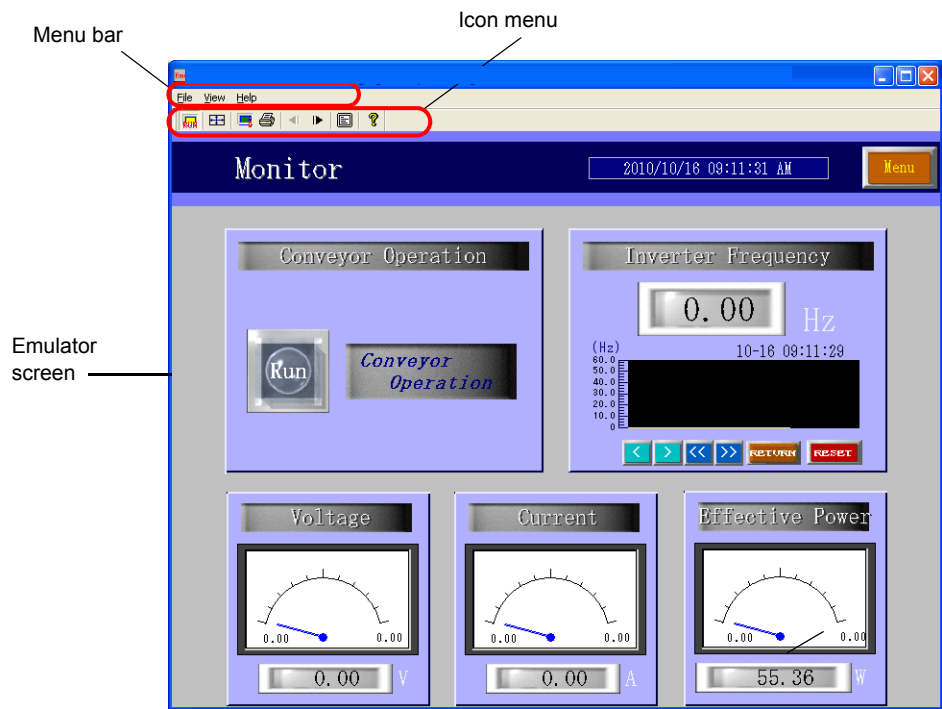 Icon menu
Menu bar
File View Help
RUN
Monitor
2010/10/16 09:11:31 AM
Menu
Conveyor Operation
Inverter Frequency
0.00
Hz
Emulator
screen
Run
Conveyor
Operation
(Hz)
10-16 09:11:29
60.0
50.0
40.0
30.0
20.0
10.0
0
< > << >> RETURN RESET
Voltage
Current
Effective Power
0.00 0.00
0.00 0.00
0.00 0.00
0.00 V
0.00 A
55.36 W